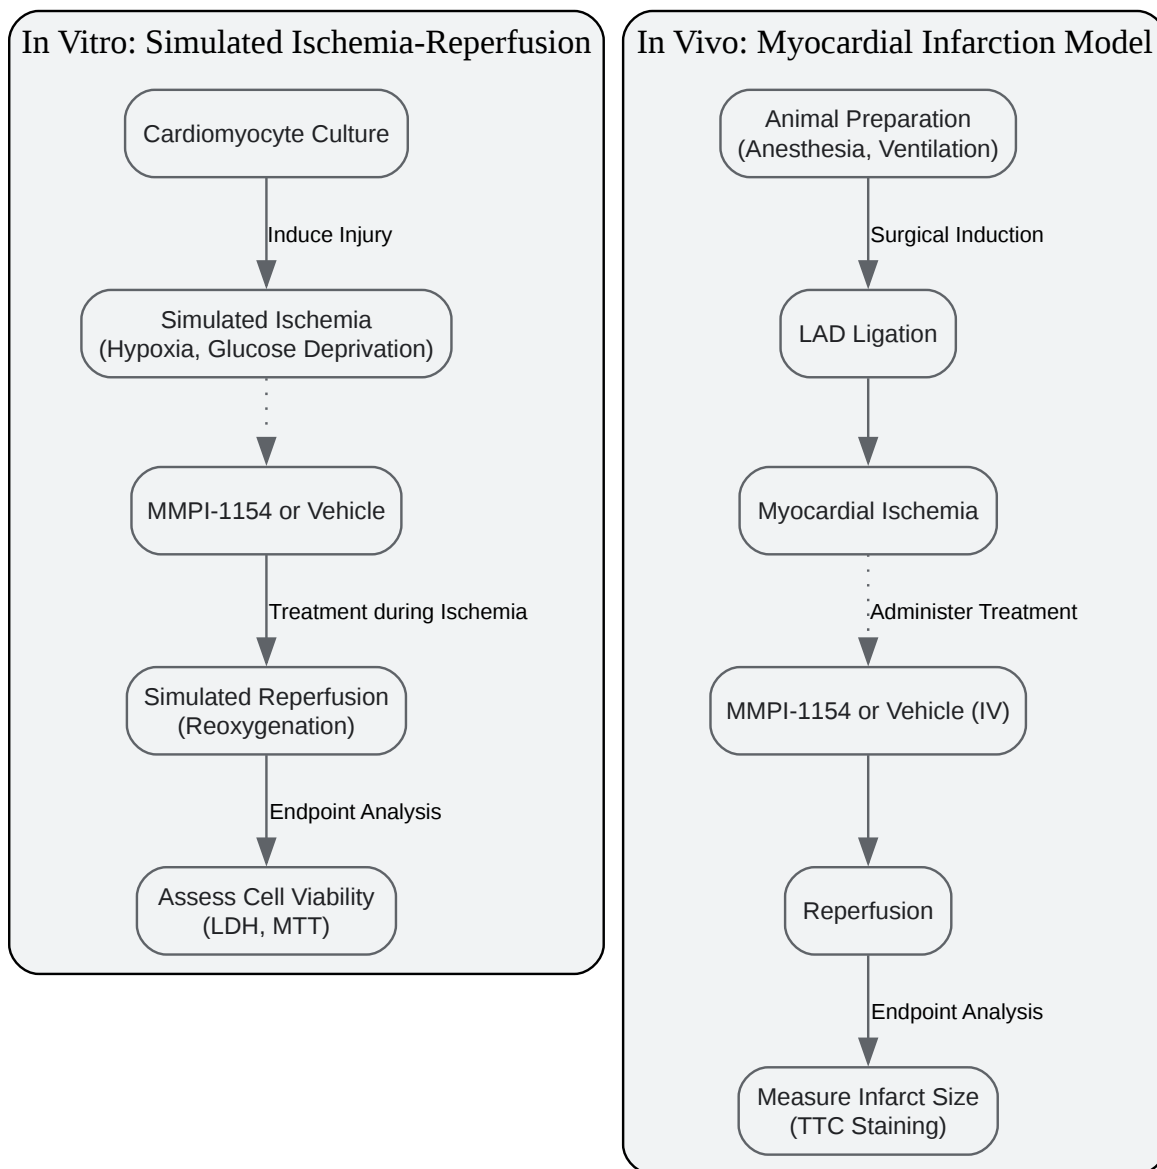 In Vitro: Simulated Ischemia-Reperfusion
Cardiomyocyte Culture
Induce Injury
Simulated Ischemia
(Hypoxia, Glucose Deprivation)
MMPI-1154 or Vehicle
Treatment during Ischemia
Simulated Reperfusion
(Reoxygenation)
Endpoint Analysis
Assess Cell Viability
(LDH, MTT)
In Vivo: Myocardial Infarction Model
Animal Preparation
(Anesthesia, Ventilation)
Surgical Induction
LAD Ligation
Myocardial Ischemia
Administer Treatment
MMPI-1154 or Vehicle (IV)
Reperfusion
Endpoint Analysis
Measure Infarct Size
(TTC Staining)